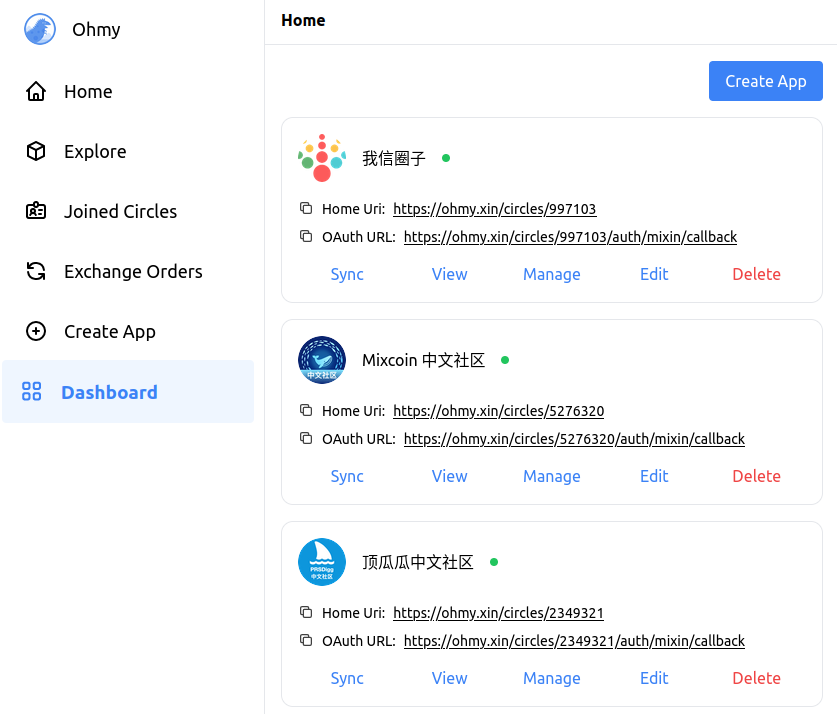 Ohmy
Home
Explore
Joined Circles
Exchange Orders
Create App
Dashboard
Home
Create App
我信圈子
Home Uri: https://ohmy.xin/circles/997103
OAuth URL: https://ohmy.xin/circles/997103/auth/mixin/callback
Sync View Manage Edit Delete
中文社区
Mixcoin 中文社区
Home Uri: https://ohmy.xin/circles/5276320
OAuth URL: https://ohmy.xin/circles/5276320/auth/mixin/callback
Sync View Manage Edit Delete
PRSDigg
中文社区
顶瓜瓜中文社区
Home Uri: https://ohmy.xin/circles/2349321
OAuth URL: https://ohmy.xin/circles/2349321/auth/mixin/callback
Sync View Manage Edit Delete